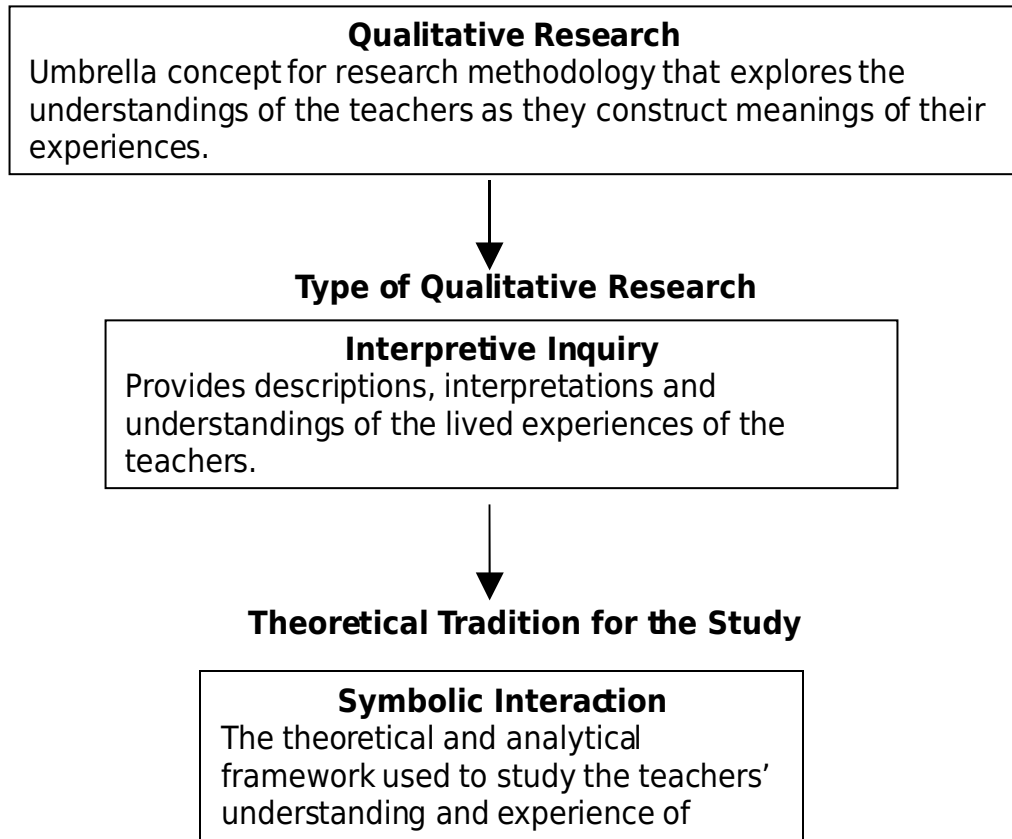 Qualitative Research
Umbrella concept for research methodology that explores the
understandings of the teachers as they construct meanings of their
experiences.
Type of Qualitative Research
Interpretive Inquiry
Provides descriptions, interpretations and
understandings of the lived experiences of the
teachers.
Theoretical Tradition for the Study
Symbolic Interaction
The theoretical and analytical
framework used to study the teachers’
understanding and experience of